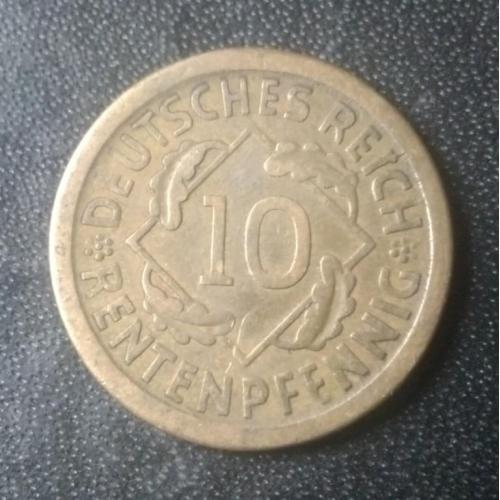 DEUTSCHES REICH
10
RENTENPFENNIG